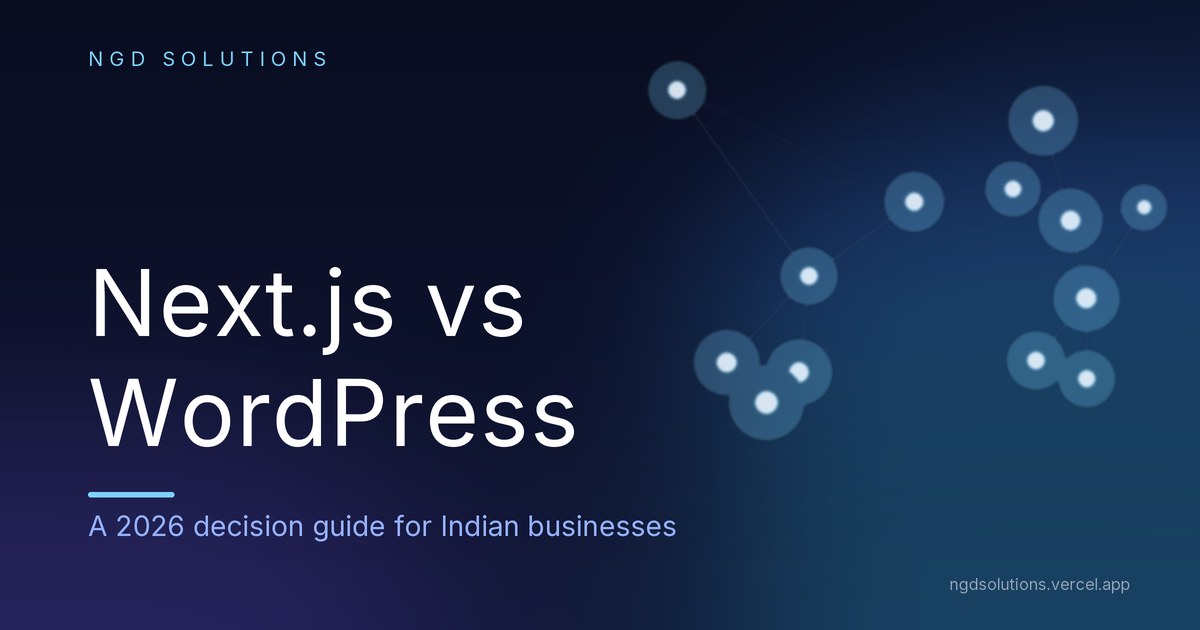 NGD SOLUTIONS
Next.js vs
WordPress
A 2026 decision guide for Indian businesses
ngdsolutions.vercel.app